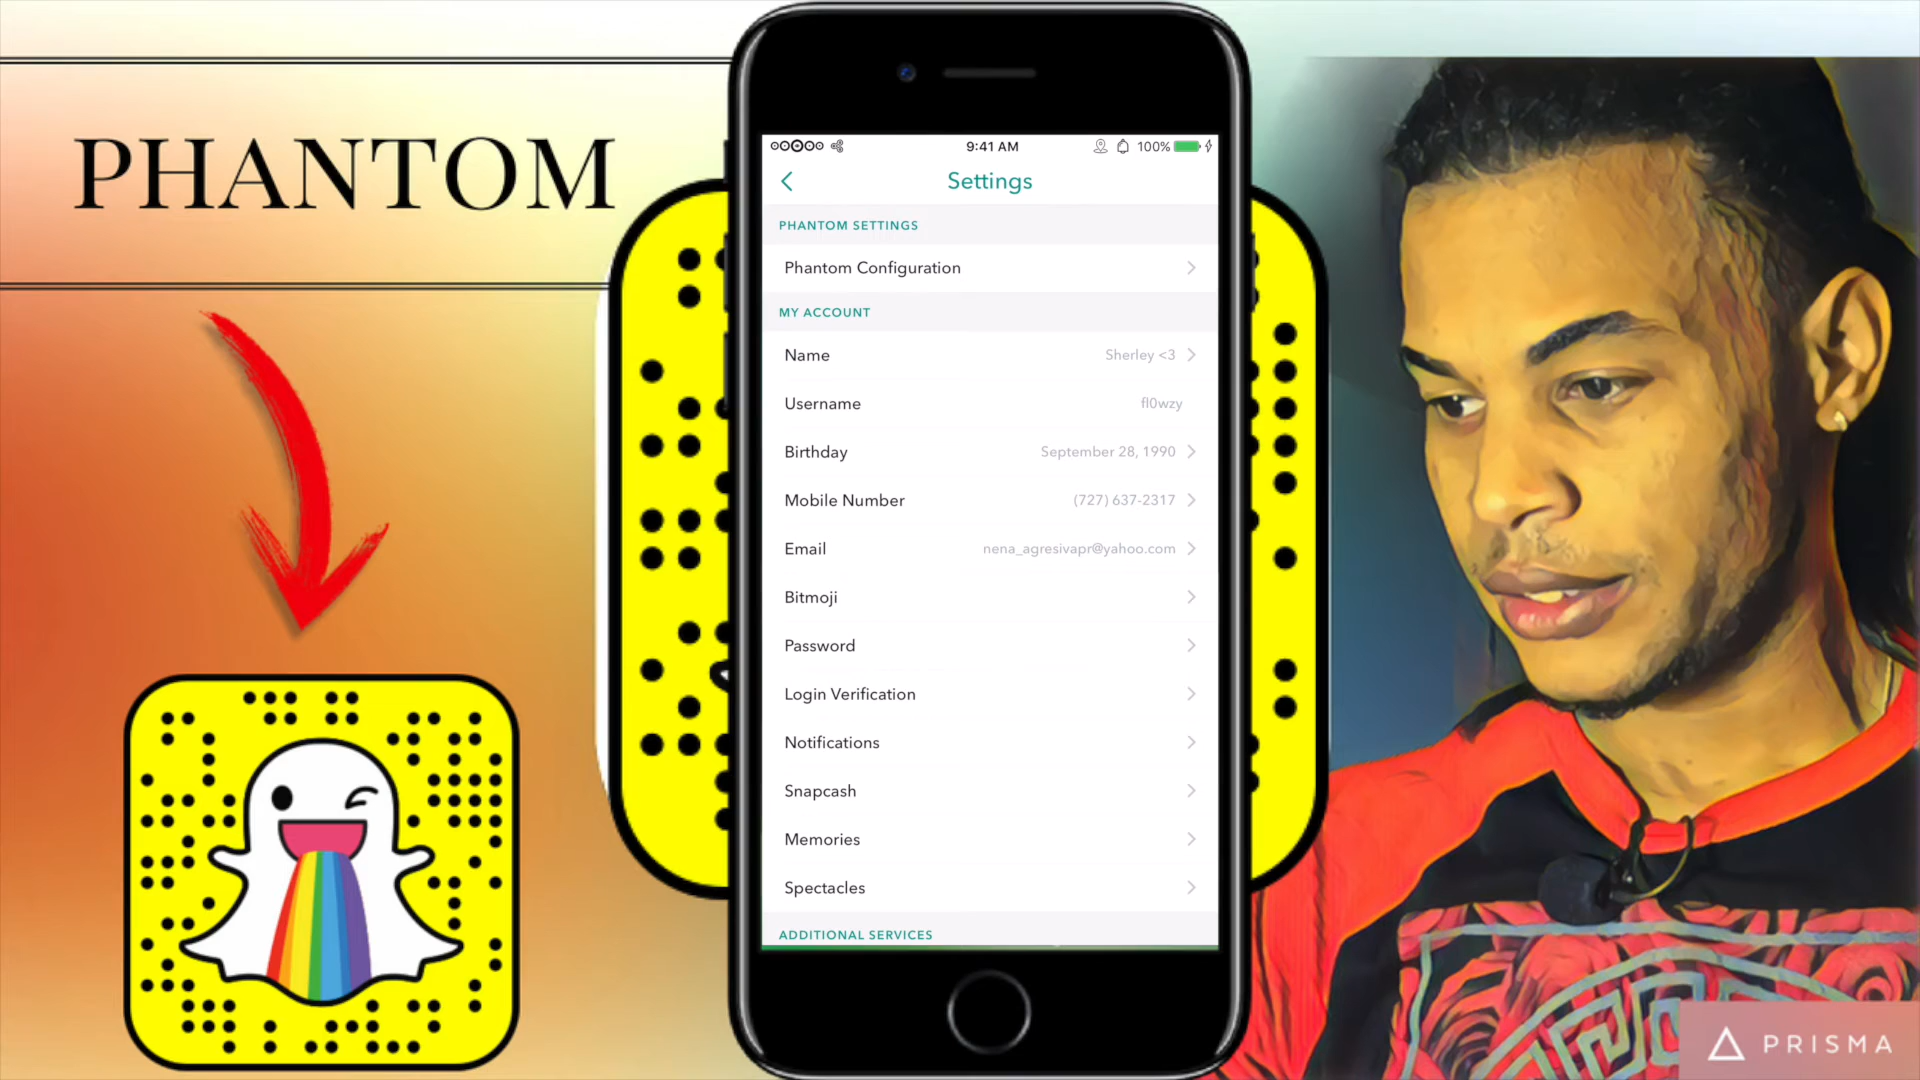 PHANTOM
9:41 AM
100%
Settings
PHANTOM SETTINGS
Phantom Configuration
MY ACCOUNT
Name Sherley <3
Username fl0wzy
Birthday September 28, 1990
Mobile Number (727) 637-2317
Email nena_agresivapr@yahoo.com
Bitmoji
Password
Login Verification
Notifications
Snapcash
Memories
Spectacles
ADDITIONAL SERVICES
PRISMA